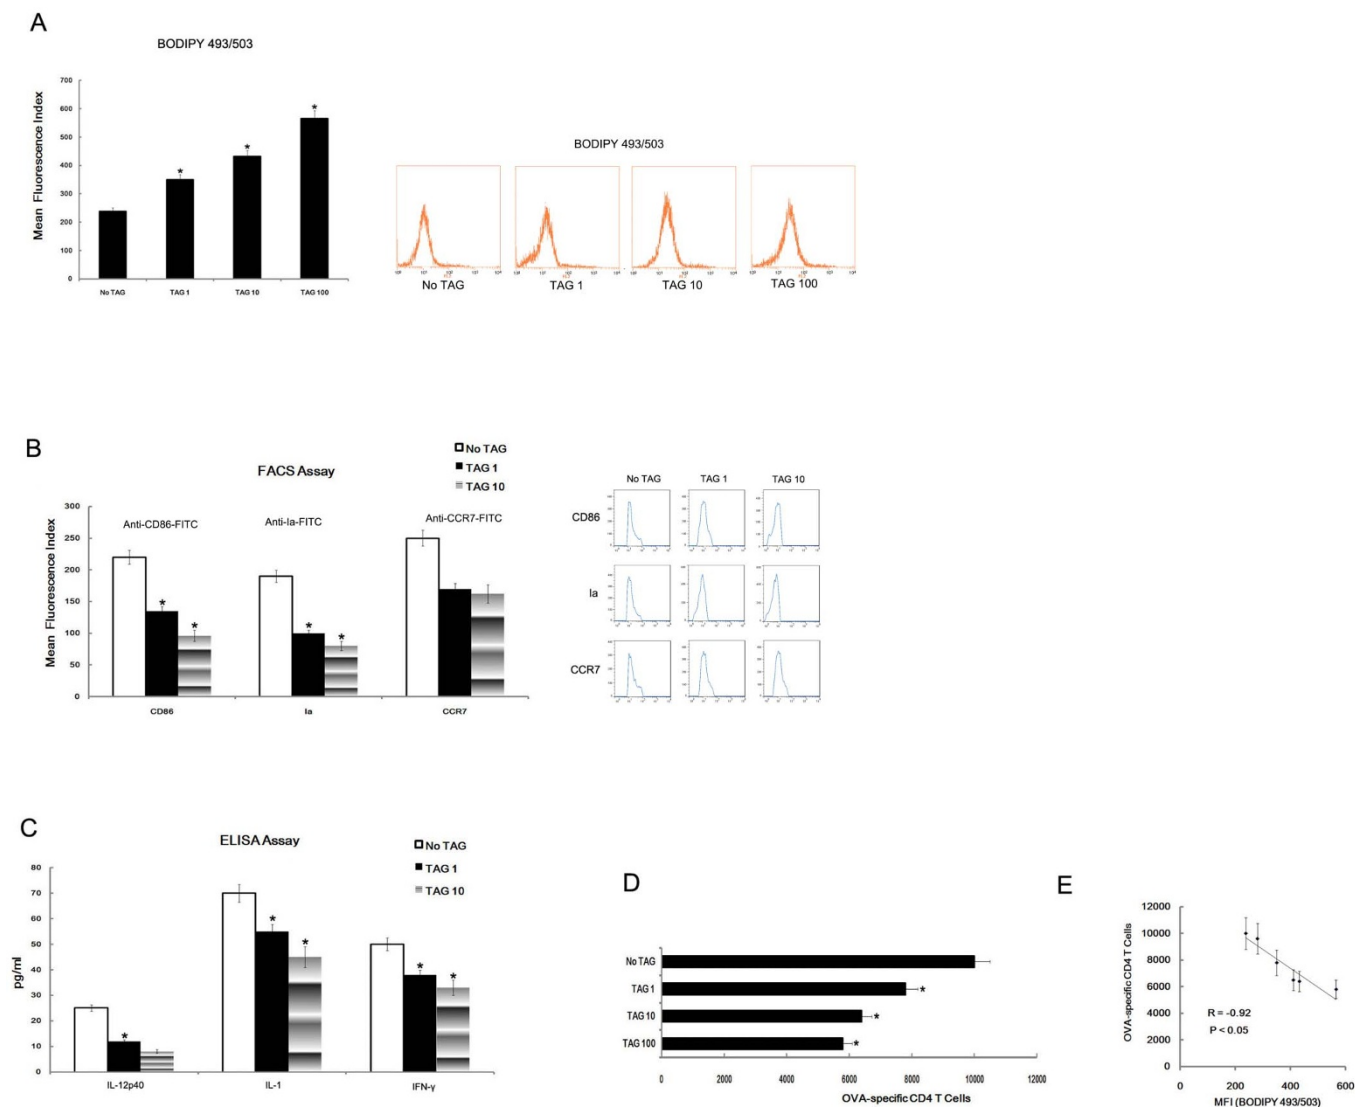 A
BODIPY 493/503
700
600
500
400
300
200
100
0
Mean Fluorescence Index
*
*
*
No TAG
TAG 1
TAG 10
TAG 100
BODIPY 493/503
No TAG
TAG 1
TAG 10
TAG 100
B
FACS Assay
No TAG
TAG 1
TAG 10
300
250
200
150
100
50
0
Mean Fluorescence Index
Anti-CD86-FITC
Anti-Ia-FITC
Anti-CCR7-FITC
*
*
*
*
CD86
Ia
CCR7
No TAG
TAG 1
TAG 10
CD86
Ia
CCR7
C
ELISA Assay
No TAG
TAG 1
TAG 10
80
70
60
50
40
30
20
10
0
pg/ml
*
*
*
*
*
IL-12p40
IL-1
IFN-γ
D
No TAG
TAG 1
*
TAG 10
*
TAG 100
*
0
2000
4000
6000
8000
10000
12000
OVA-specific CD4 T Cells
E
12000
10000
8000
6000
4000
2000
0
OVA-specific CD4 T Cells
R = -0.92
P < 0.05
0
200
400
600
MFI (BODIPY 493/503)